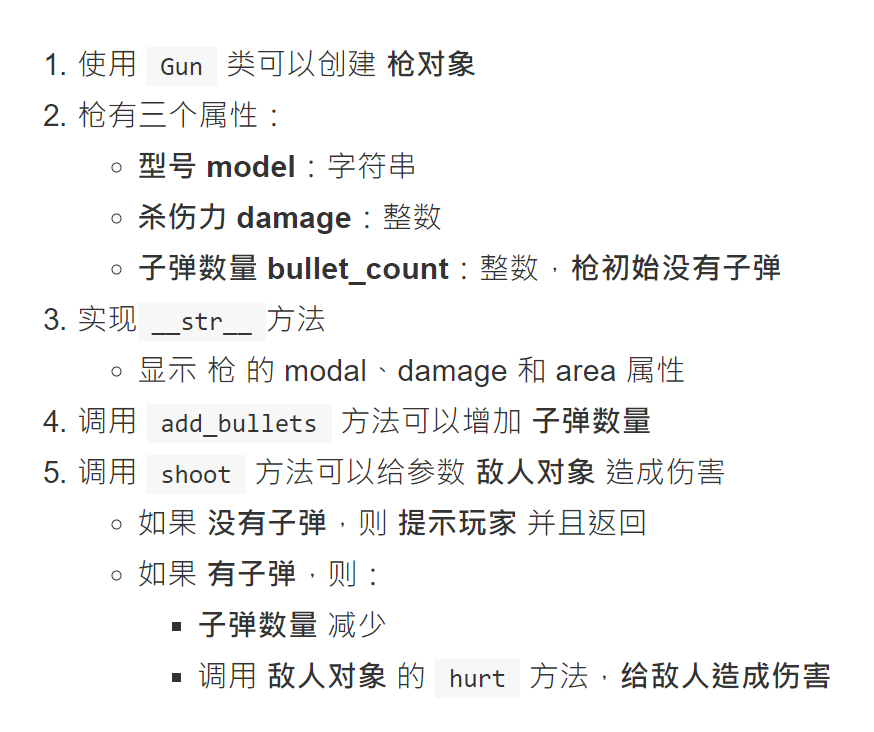 1. 使用 Gun 类可以创建 枪对象
2. 枪有三个属性：
○ 型号 model：字符串
○ 杀伤力 damage：整数
○ 子弹数量 bullet_count：整数，枪初始没有子弹
3. 实现 __str__ 方法
○ 显示 枪 的 modal、damage 和 area 属性
4. 调用 add_bullets 方法可以增加 子弹数量
5. 调用 shoot 方法可以给参数 敌人对象 造成伤害
○ 如果 没有子弹，则 提示玩家 并且返回
○ 如果 有子弹，则：
▪ 子弹数量 减少
▪ 调用 敌人对象 的 hurt 方法，给敌人造成伤害